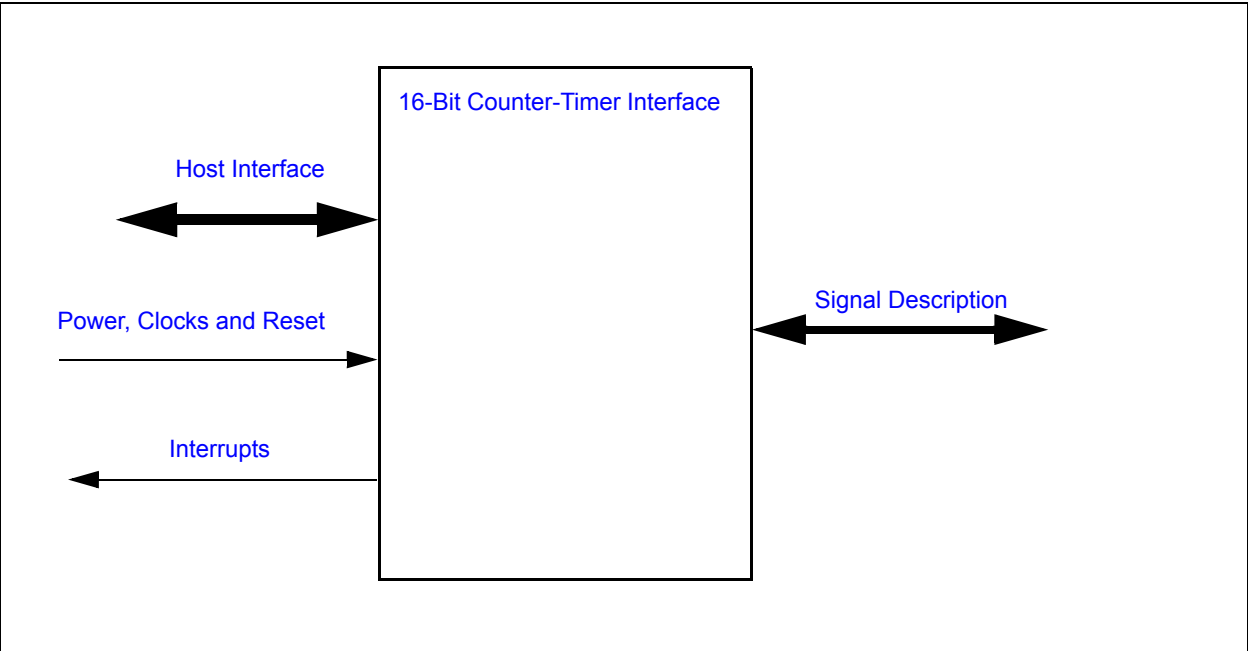 16-Bit Counter-Timer Interface
Host Interface
Signal Description
Power, Clocks and Reset
Interrupts